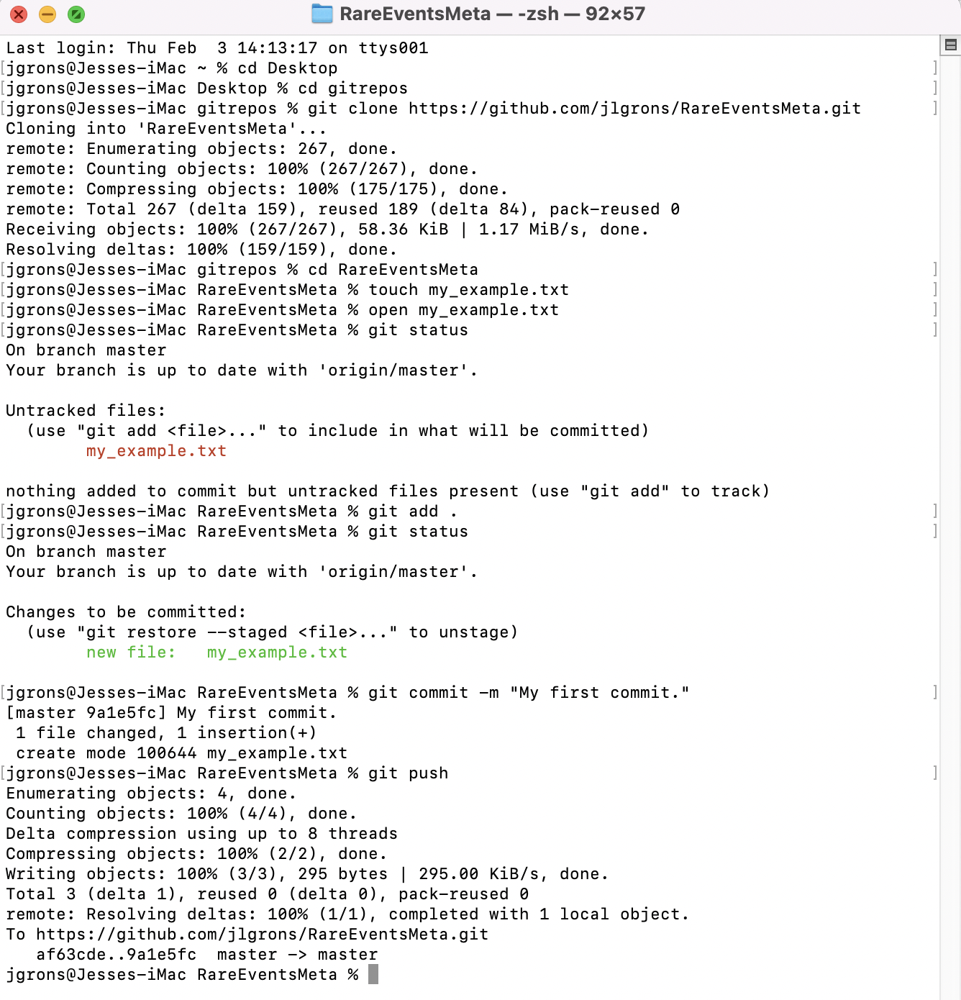 RareEventsMeta — -zsh — 92×57
Last login: Thu Feb  3 14:13:17 on ttys001
[jgrons@Jesses-iMac ~ % cd Desktop ]
[jgrons@Jesses-iMac Desktop % cd gitrepos ]
[jgrons@Jesses-iMac gitrepos % git clone https://github.com/jlgrons/RareEventsMeta.git ]
Cloning into 'RareEventsMeta'...
remote: Enumerating objects: 267, done.
remote: Counting objects: 100% (267/267), done.
remote: Compressing objects: 100% (175/175), done.
remote: Total 267 (delta 159), reused 189 (delta 84), pack-reused 0
Receiving objects: 100% (267/267), 58.36 KiB | 1.17 MiB/s, done.
Resolving deltas: 100% (159/159), done.
[jgrons@Jesses-iMac gitrepos % cd RareEventsMeta ]
[jgrons@Jesses-iMac RareEventsMeta % touch my_example.txt ]
[jgrons@Jesses-iMac RareEventsMeta % open my_example.txt ]
[jgrons@Jesses-iMac RareEventsMeta % git status ]
On branch master
Your branch is up to date with 'origin/master'.

Untracked files:
  (use "git add <file>..." to include in what will be committed)
        my_example.txt

nothing added to commit but untracked files present (use "git add" to track)
[jgrons@Jesses-iMac RareEventsMeta % git add . ]
[jgrons@Jesses-iMac RareEventsMeta % git status ]
On branch master
Your branch is up to date with 'origin/master'.

Changes to be committed:
  (use "git restore --staged <file>..." to unstage)
        new file:   my_example.txt

[jgrons@Jesses-iMac RareEventsMeta % git commit -m "My first commit." ]
[master 9a1e5fc] My first commit.
 1 file changed, 1 insertion(+)
 create mode 100644 my_example.txt
[jgrons@Jesses-iMac RareEventsMeta % git push ]
Enumerating objects: 4, done.
Counting objects: 100% (4/4), done.
Delta compression using up to 8 threads
Compressing objects: 100% (2/2), done.
Writing objects: 100% (3/3), 295 bytes | 295.00 KiB/s, done.
Total 3 (delta 1), reused 0 (delta 0), pack-reused 0
remote: Resolving deltas: 100% (1/1), completed with 1 local object.
To https://github.com/jlgrons/RareEventsMeta.git
   af63cde..9a1e5fc  master -> master
jgrons@Jesses-iMac RareEventsMeta %